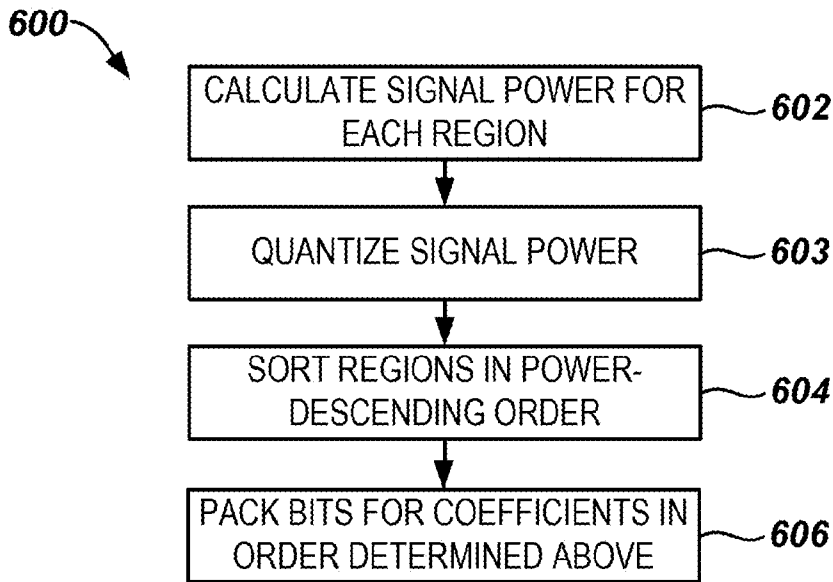 600
CALCULATE SIGNAL POWER FOR
EACH REGION
602
QUANTIZE SIGNAL POWER
603
SORT REGIONS IN POWER-
DESCENDING ORDER
604
PACK BITS FOR COEFFICIENTS IN
ORDER DETERMINED ABOVE
606